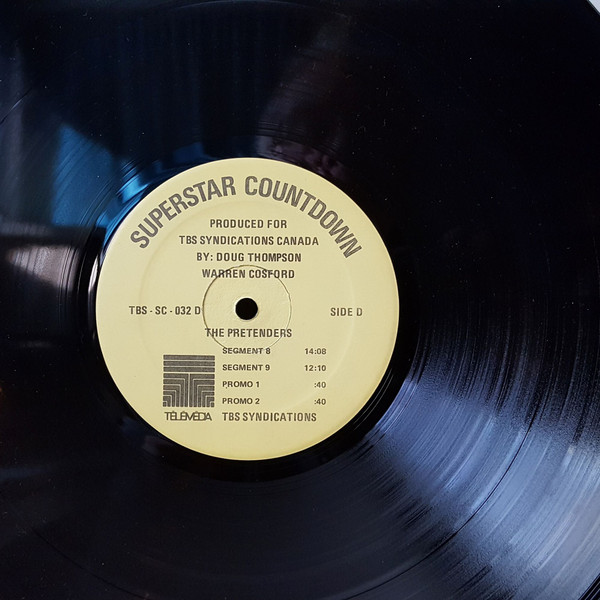 SUPERSTAR COUNTDOWN
PRODUCED FOR
TBS SYNDICATIONS CANADA
BY: DOUG THOMPSON
WARREN COSFORD
TBS - SC - 032 D SIDE D
THE PRETENDERS
SEGMENT 8 14:08
SEGMENT 9 12:10
PROMO 1 :40
PROMO 2 :40
TÉLÉMÉDIA TBS SYNDICATIONS